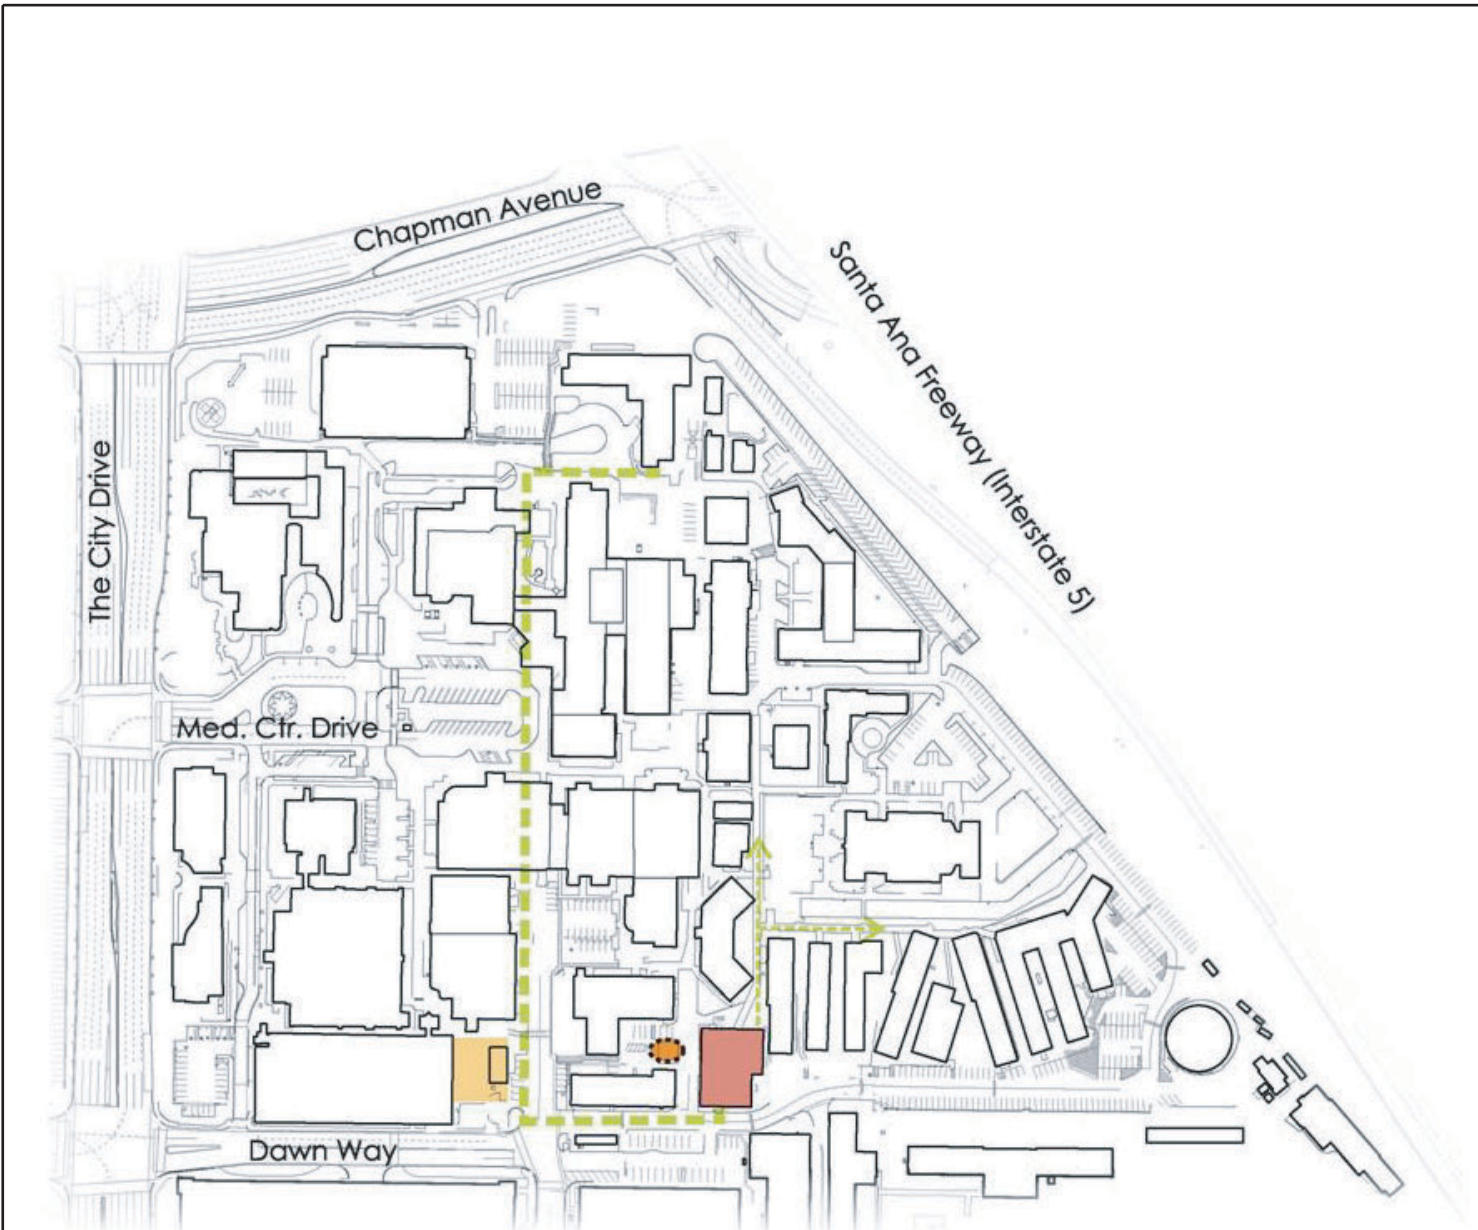 Chapman Avenue
Santa Ana Freeway (Interstate 5)
The City Drive
Med. Ctr. Drive
Dawn Way